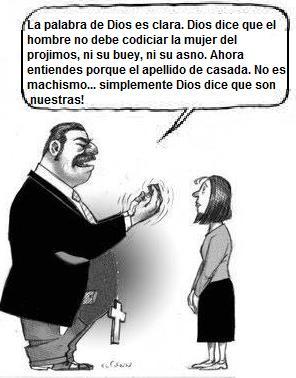 La palabra de Dios es clara. Dios dice que el
hombre no debe codiciar la mujer del
projimos, ni su buey, ni su asno. Ahora
entiendes porque el apellido de casada. No es
machismo... simplemente Dios dice que son
nuestras!